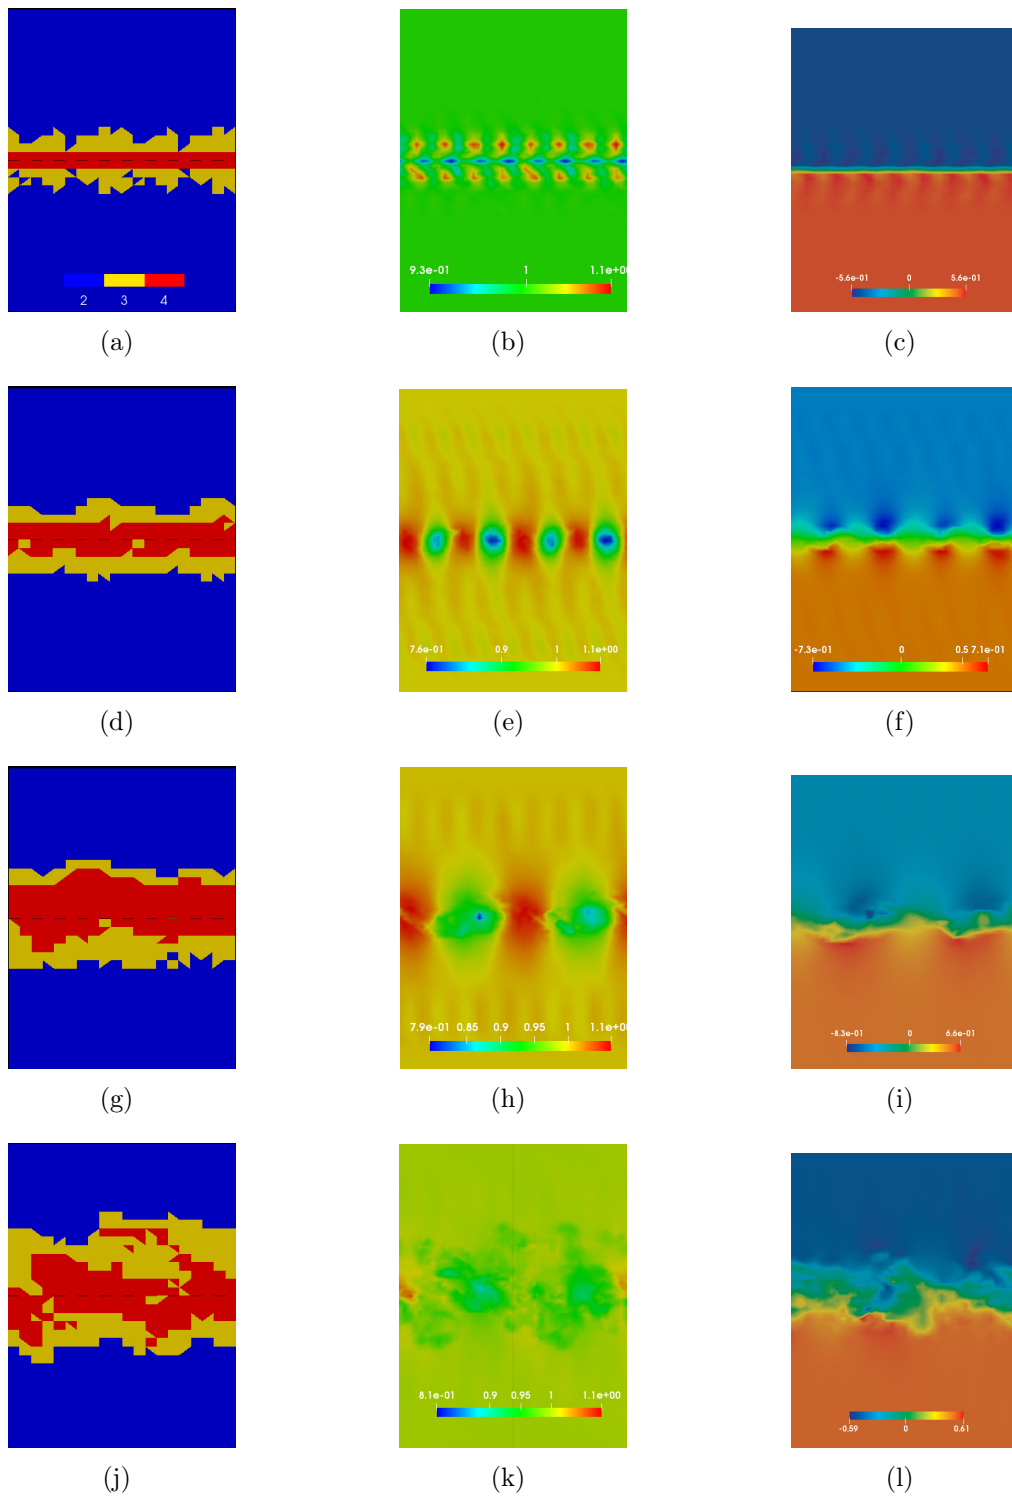 2 3 4
9.3e-01 1 1.1e+00
-5.6e-01 0 5.6e-01
(a) (b) (c)
7.6e-01 0.9 1 1.1e+00
-7.3e-01 0 0.5 7.1e-01
(d) (e) (f)
7.9e-01 0.85 0.9 0.95 1 1.1e+00
-8.3e-01 0 6.6e-01
(g) (h) (i)
8.1e-01 0.9 0.95 1 1.1e+00
-0.59 0 0.61
(j) (k) (l)